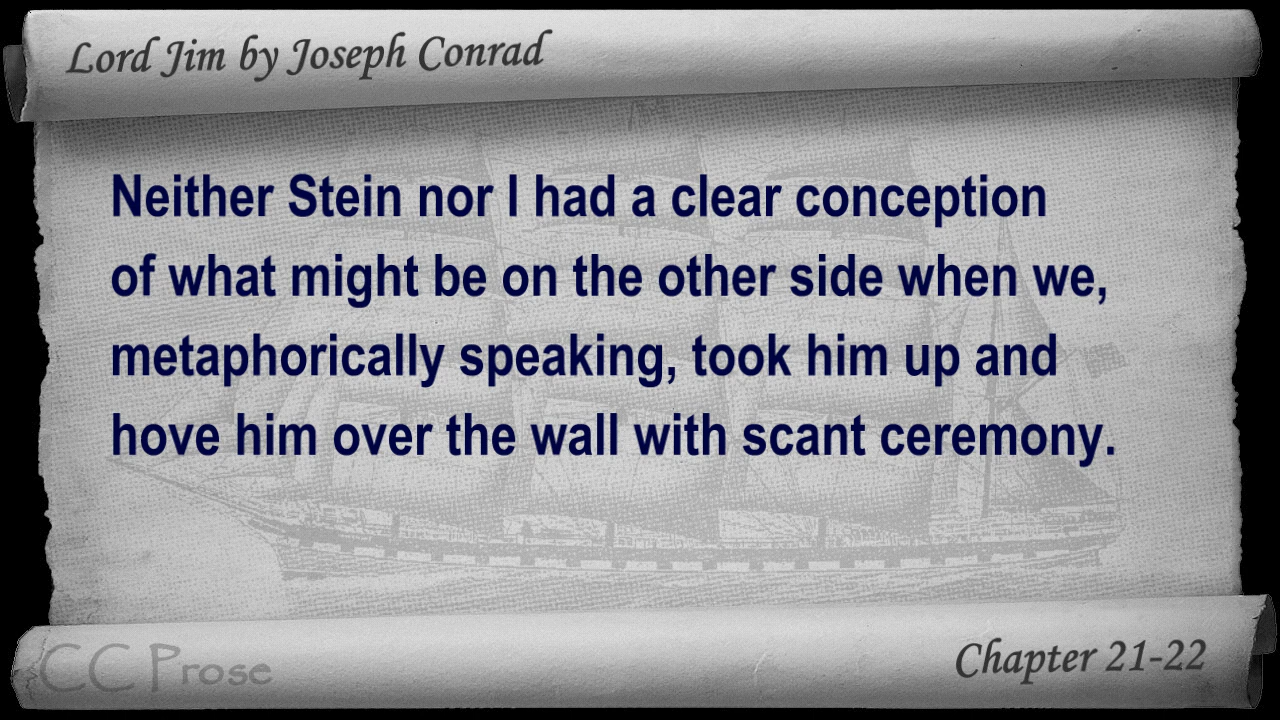 Lord Jim by Joseph Conrad
Neither Stein nor I had a clear conception
of what might be on the other side when we,
metaphorically speaking, took him up and
hove him over the wall with scant ceremony.
CC Prose
Chapter 21-22